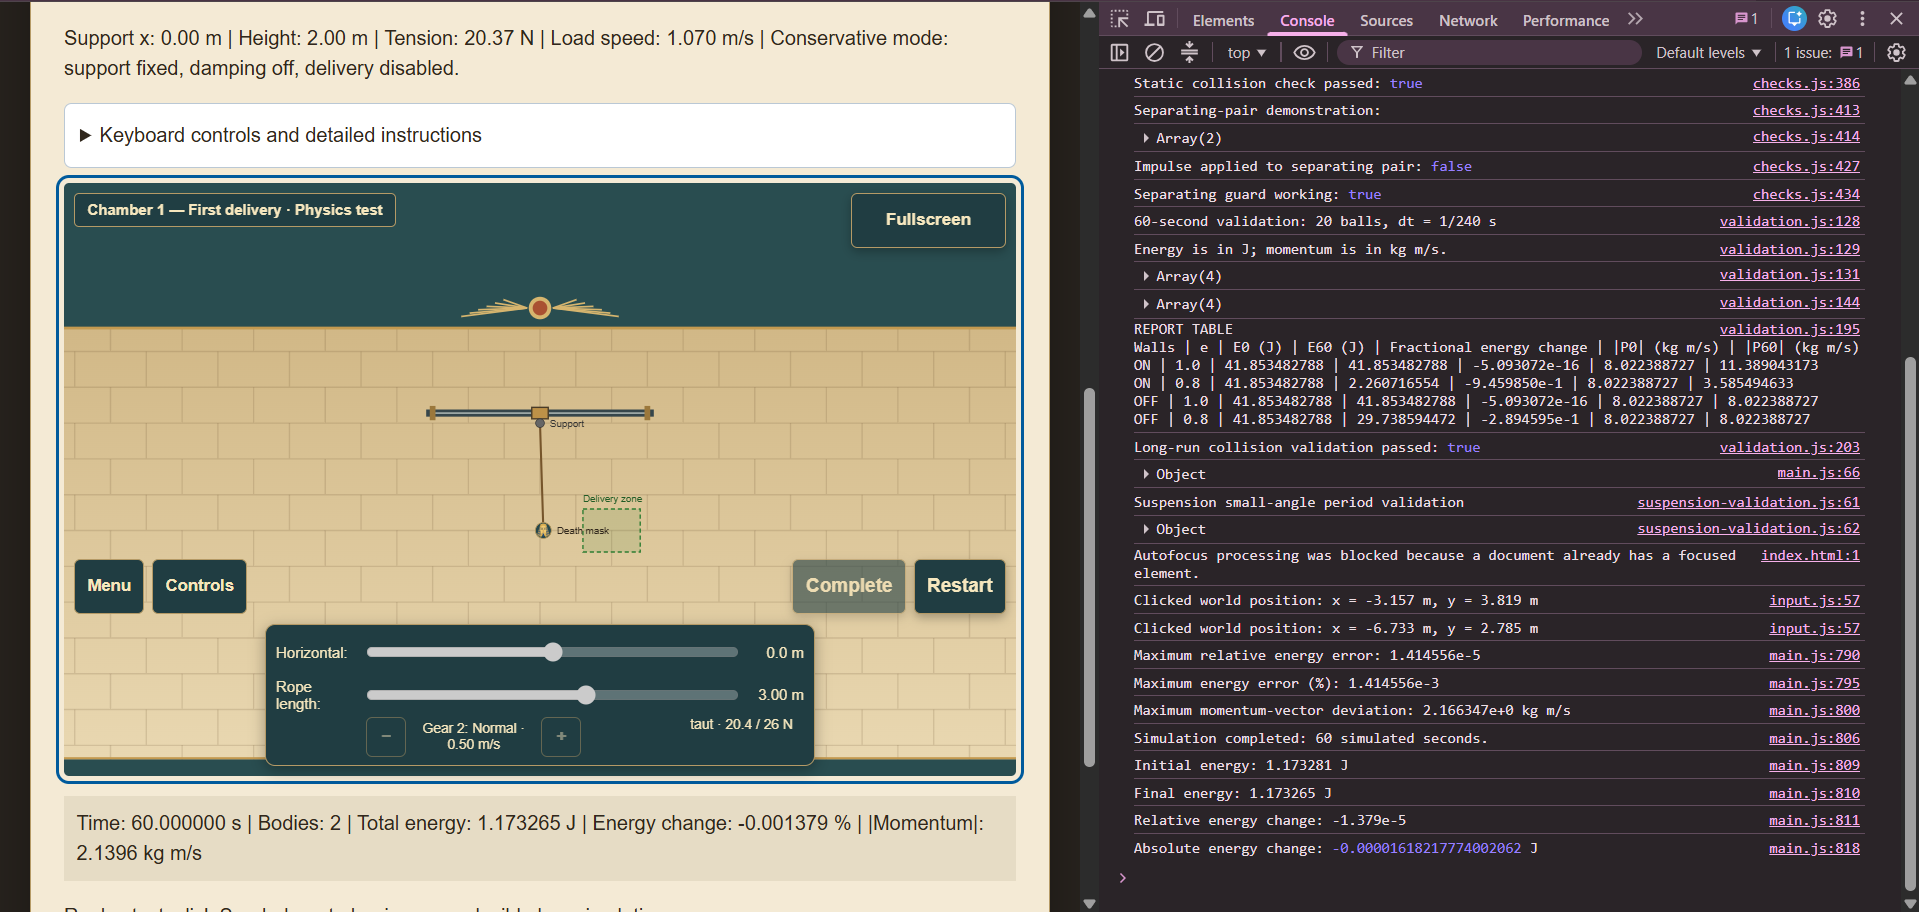 Support x: 0.00 m | Height: 2.00 m | Tension: 20.37 N | Load speed: 1.070 m/s | Conservative mode:
support fixed, damping off, delivery disabled.
▶ Keyboard controls and detailed instructions
Chamber 1 — First delivery · Physics test
Fullscreen
Support
Delivery zone
Death mask
Menu
Controls
Complete
Restart
Horizontal:
0.0 m
Rope
length:
3.00 m
−
Gear 2: Normal ·
0.50 m/s
+
taut · 20.4 / 26 N
Time: 60.000000 s | Bodies: 2 | Total energy: 1.173265 J | Energy change: -0.001379 % | |Momentum|:
2.1396 kg m/s
Elements
Console
Sources
Network
Performance
1
top
Filter
Default levels
1 issue: 1
Static collision check passed: true checks.js:386
Separating-pair demonstration: checks.js:413
Array(2) checks.js:414
Impulse applied to separating pair: false checks.js:427
Separating guard working: true checks.js:434
60-second validation: 20 balls, dt = 1/240 s validation.js:128
Energy is in J; momentum is in kg m/s. validation.js:129
Array(4) validation.js:131
Array(4) validation.js:144
REPORT TABLE validation.js:195
Walls | e | E0 (J) | E60 (J) | Fractional energy change | |P0| (kg m/s) | |P60| (kg m/s)
ON | 1.0 | 41.853482788 | 41.853482788 | -5.093072e-16 | 8.022388727 | 11.389043173
ON | 0.8 | 41.853482788 | 2.260716554 | -9.459850e-1 | 8.022388727 | 3.585494633
OFF | 1.0 | 41.853482788 | 41.853482788 | -5.093072e-16 | 8.022388727 | 8.022388727
OFF | 0.8 | 41.853482788 | 29.738594472 | -2.894595e-1 | 8.022388727 | 8.022388727
Long-run collision validation passed: true validation.js:203
Object main.js:66
Suspension small-angle period validation suspension-validation.js:61
Object suspension-validation.js:62
Autofocus processing was blocked because a document already has a focused index.html:1
element.
Clicked world position: x = -3.157 m, y = 3.819 m input.js:57
Clicked world position: x = -6.733 m, y = 2.785 m input.js:57
Maximum relative energy error: 1.414556e-5 main.js:790
Maximum energy error (%): 1.414556e-3 main.js:795
Maximum momentum-vector deviation: 2.166347e+0 kg m/s main.js:800
Simulation completed: 60 simulated seconds. main.js:806
Initial energy: 1.173281 J main.js:809
Final energy: 1.173265 J main.js:810
Relative energy change: -1.379e-5 main.js:811
Absolute energy change: -0.00001618217774002062 J main.js:818